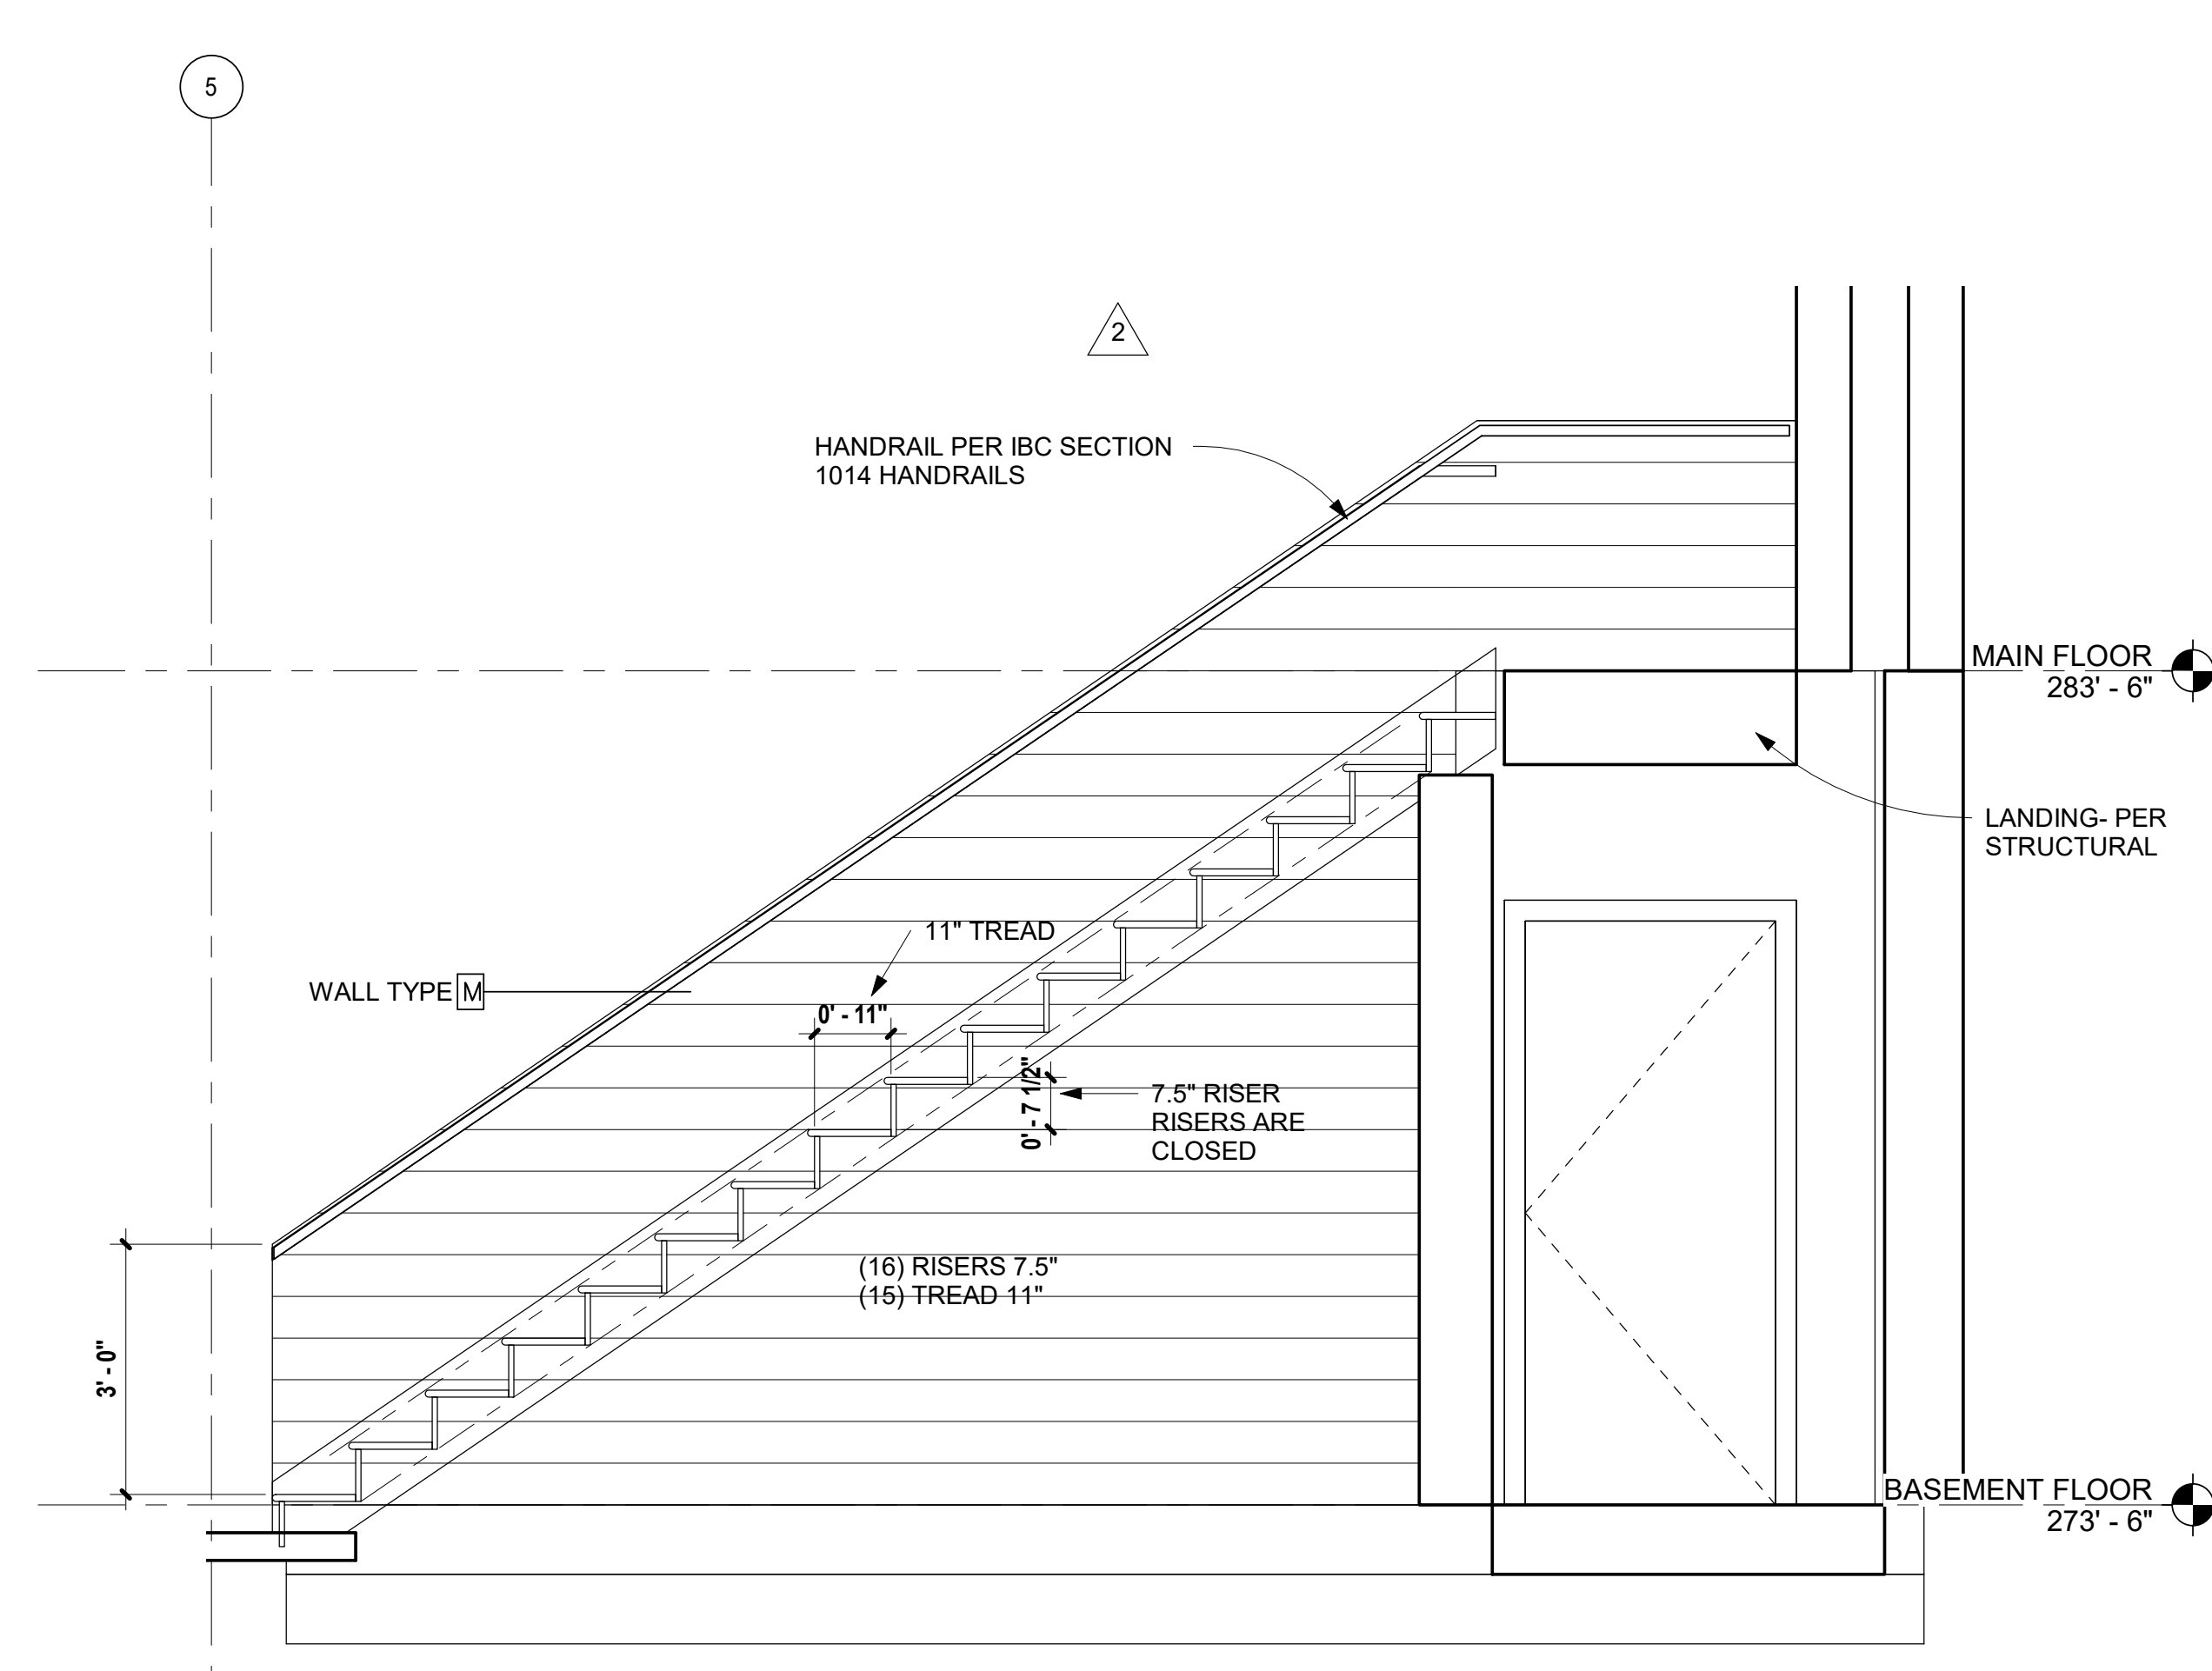 5
2
HANDRAIL PER IBC SECTION
1014 HANDRAILS
MAIN FLOOR
283' - 6"
LANDING- PER
STRUCTURAL
11" TREAD
WALL TYPE M
0' - 11"
0' - 7 1/2"
7.5" RISER
RISERS ARE
CLOSED
(16) RISERS 7.5"
(15) TREAD 11"
3' - 0"
BASEMENT FLOOR
273' - 6"